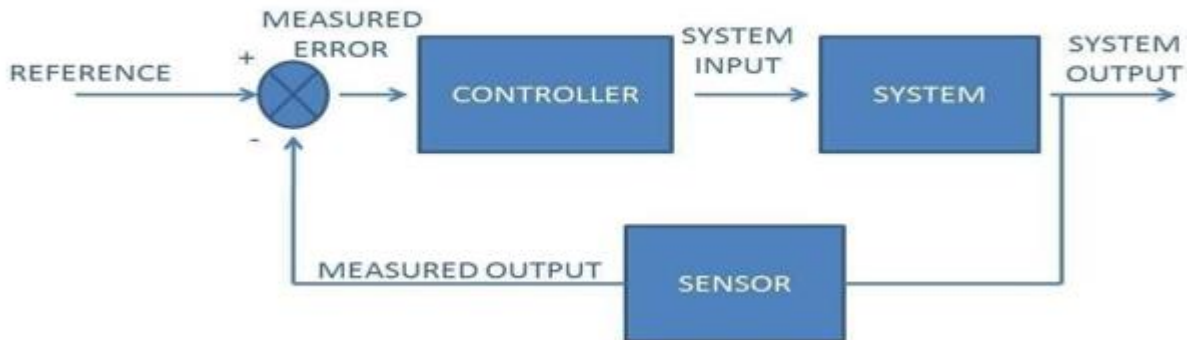 MEASURED
ERROR
SYSTEM
INPUT
SYSTEM
OUTPUT
REFERENCE
+
CONTROLLER
SYSTEM
-
MEASURED OUTPUT
SENSOR